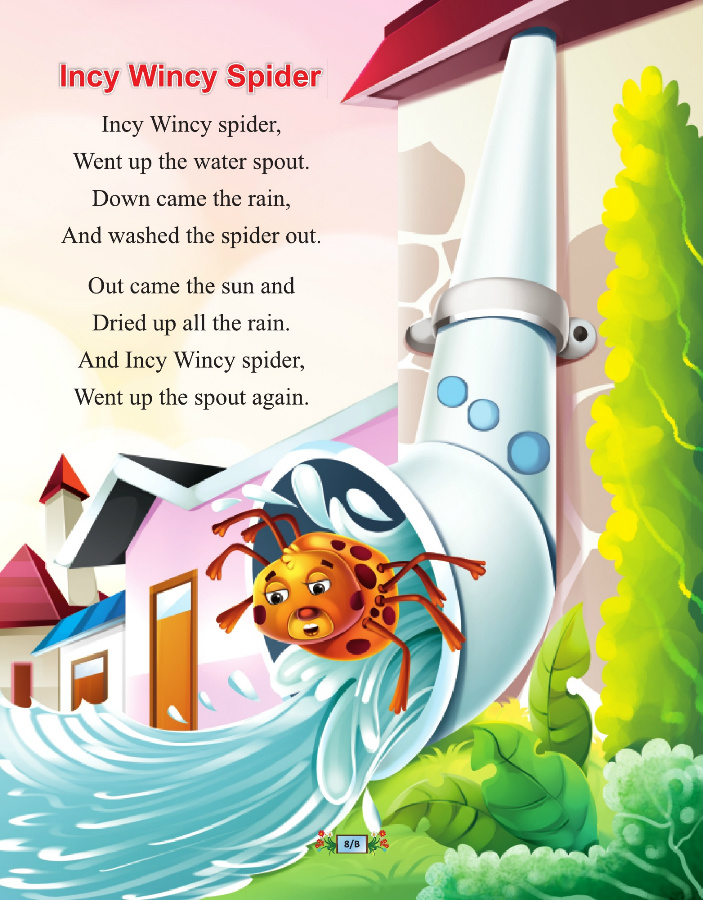 Incy Wincy Spider
Incy Wincy spider,
Went up the water spout.
Down came the rain,
And washed the spider out.
Out came the sun and
Dried up all the rain.
And Incy Wincy spider,
Went up the spout again.
8/B